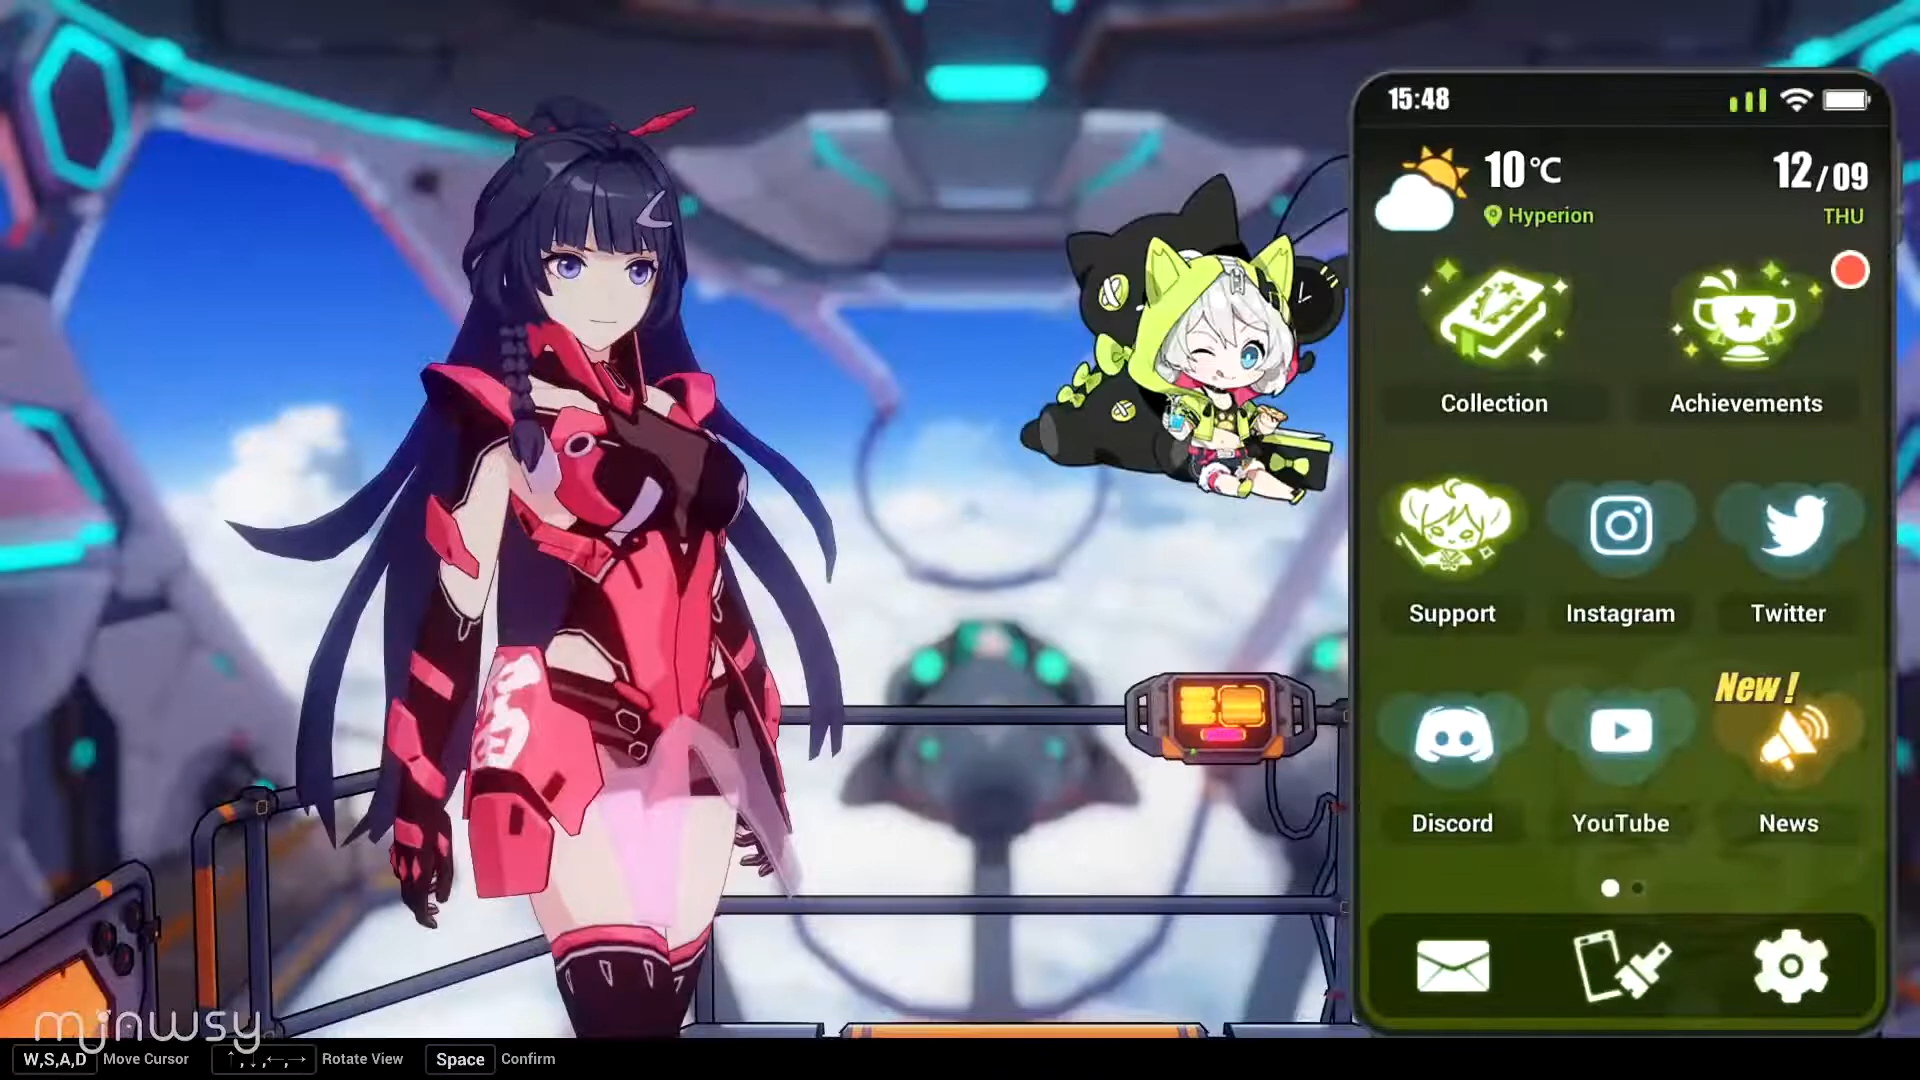 15:48
10℃
12/09
Hyperion
THU
Collection
Achievements
Support
Instagram
Twitter
New!
Discord
YouTube
News
minwsy
W,S,A,D Move Cursor ↑,↓,←,→ Rotate View Space Confirm